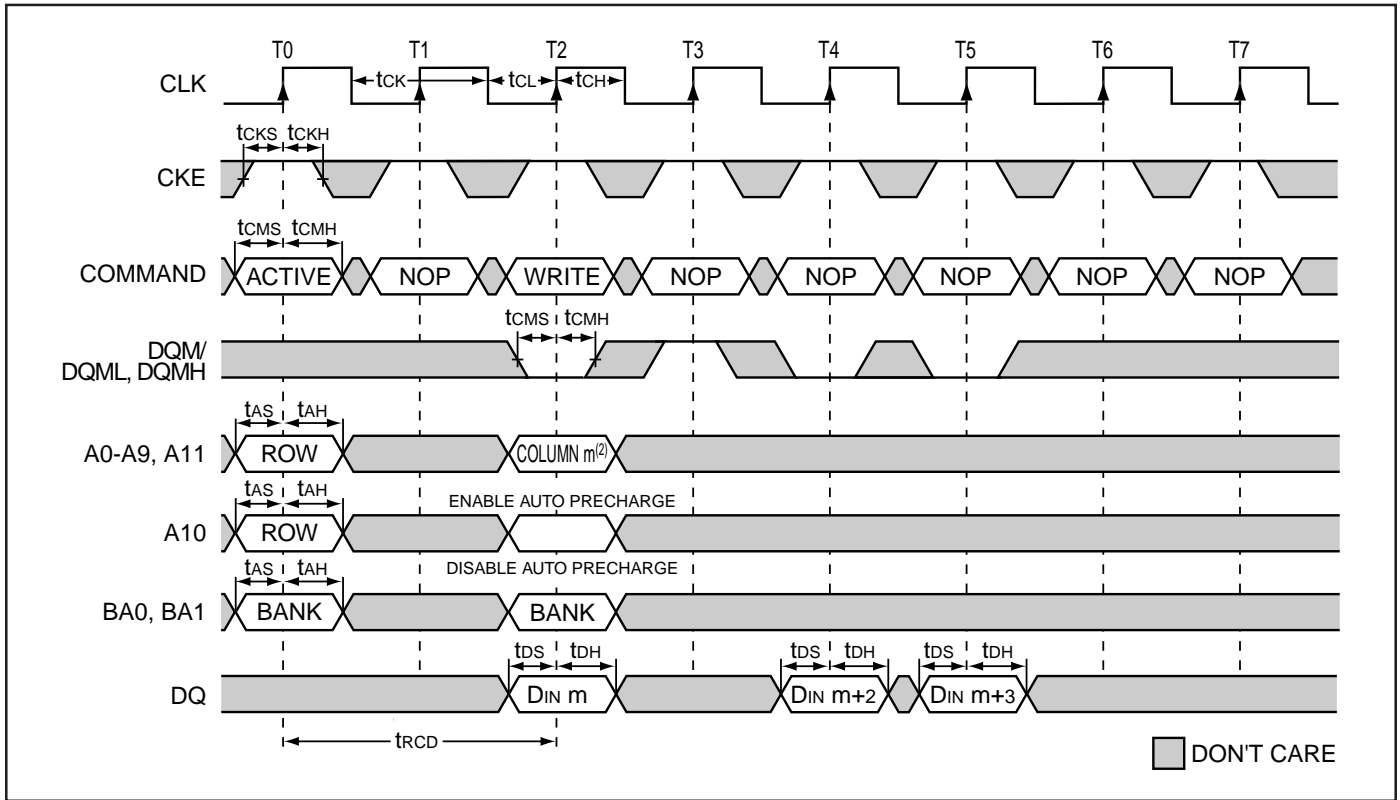 T0 T1 T2 T3 T4 T5 T6 T7
CLK tCK tCL tCH
tCKS tCKH
CKE
tCMS tCMH
COMMAND ACTIVE NOP WRITE NOP NOP NOP NOP NOP
tCMS tCMH
DQM/
DQML, DQMH
tAS tAH
A0-A9, A11 ROW COLUMN m(2)
tAS tAH ENABLE AUTO PRECHARGE
A10 ROW
tAS tAH DISABLE AUTO PRECHARGE
BA0, BA1 BANK BANK
tDS tDH tDS tDH tDS tDH
DQ DIN m DIN m+2 DIN m+3
tRCD
DON'T CARE